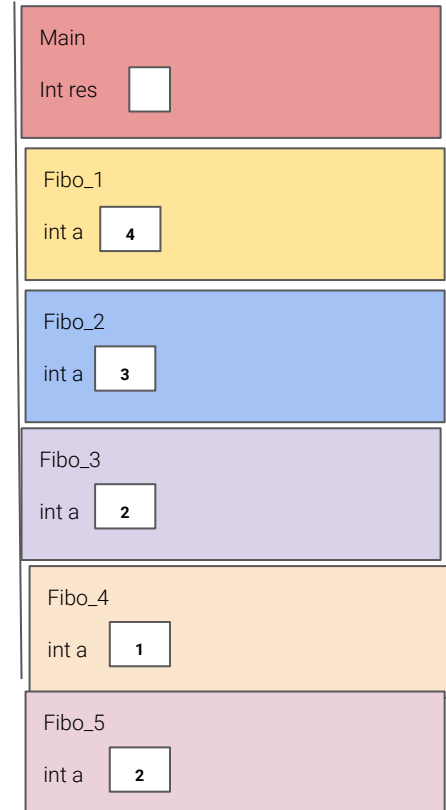 Main
Int res
Fibo_1
int a 4
Fibo_2
int a 3
Fibo_3
int a 2
Fibo_4
int a 1
Fibo_5
int a 2